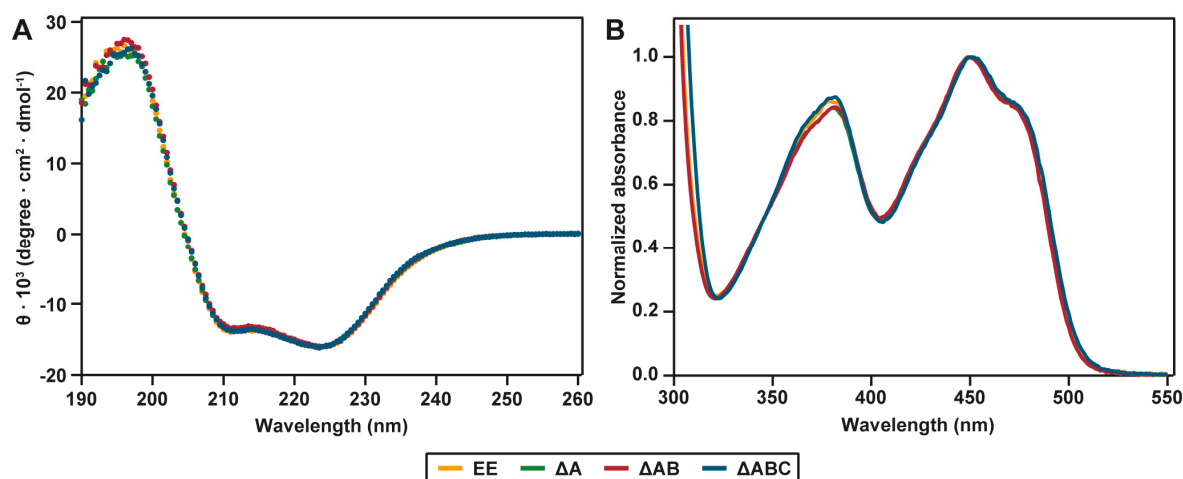 A
θ · 10³ (degree · cm² · dmol⁻¹)
30
20
10
0
-10
-20
190 200 210 220 230 240 250 260
Wavelength (nm)
B
Normalized absorbance
1.0
0.8
0.6
0.4
0.2
0.0
300 350 400 450 500 550
Wavelength (nm)
EE ΔA ΔAB ΔABC